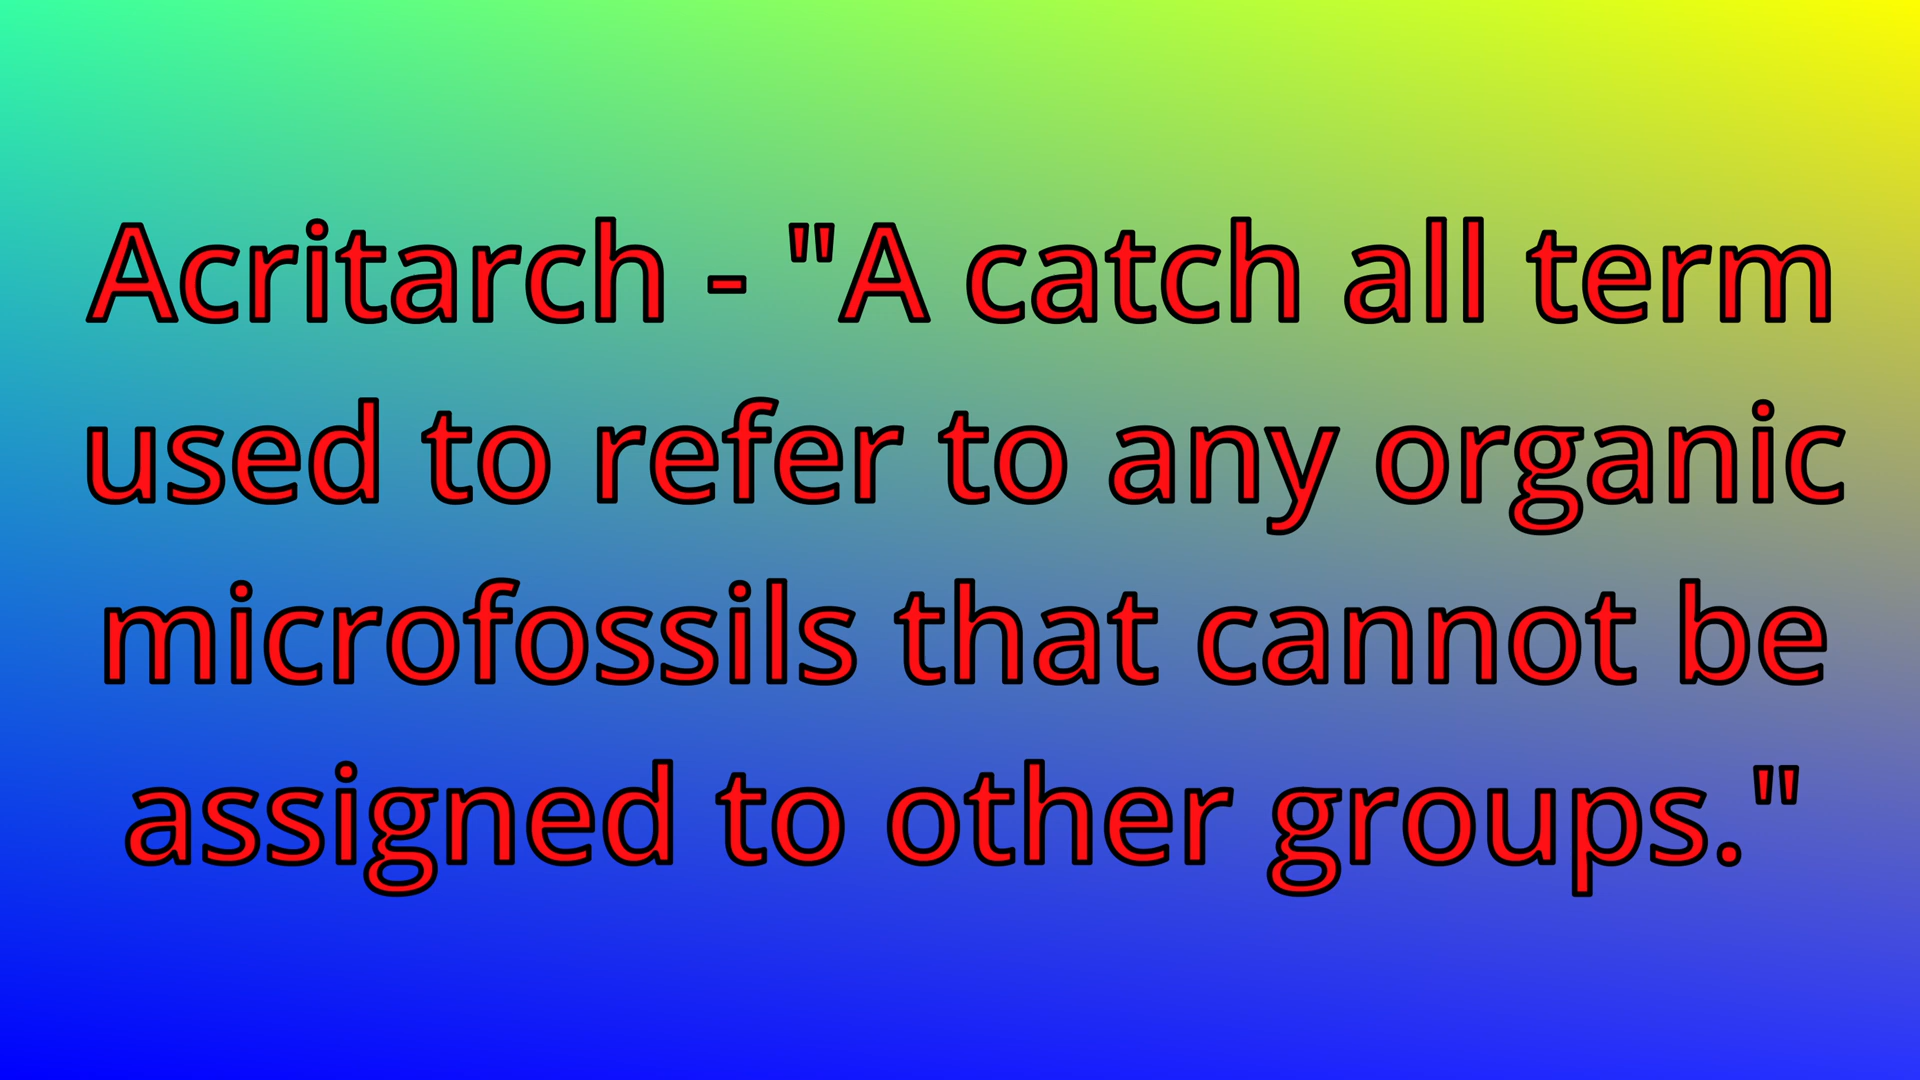 Acritarch - "A catch all term
used to refer to any organic
microfossils that cannot be
assigned to other groups."